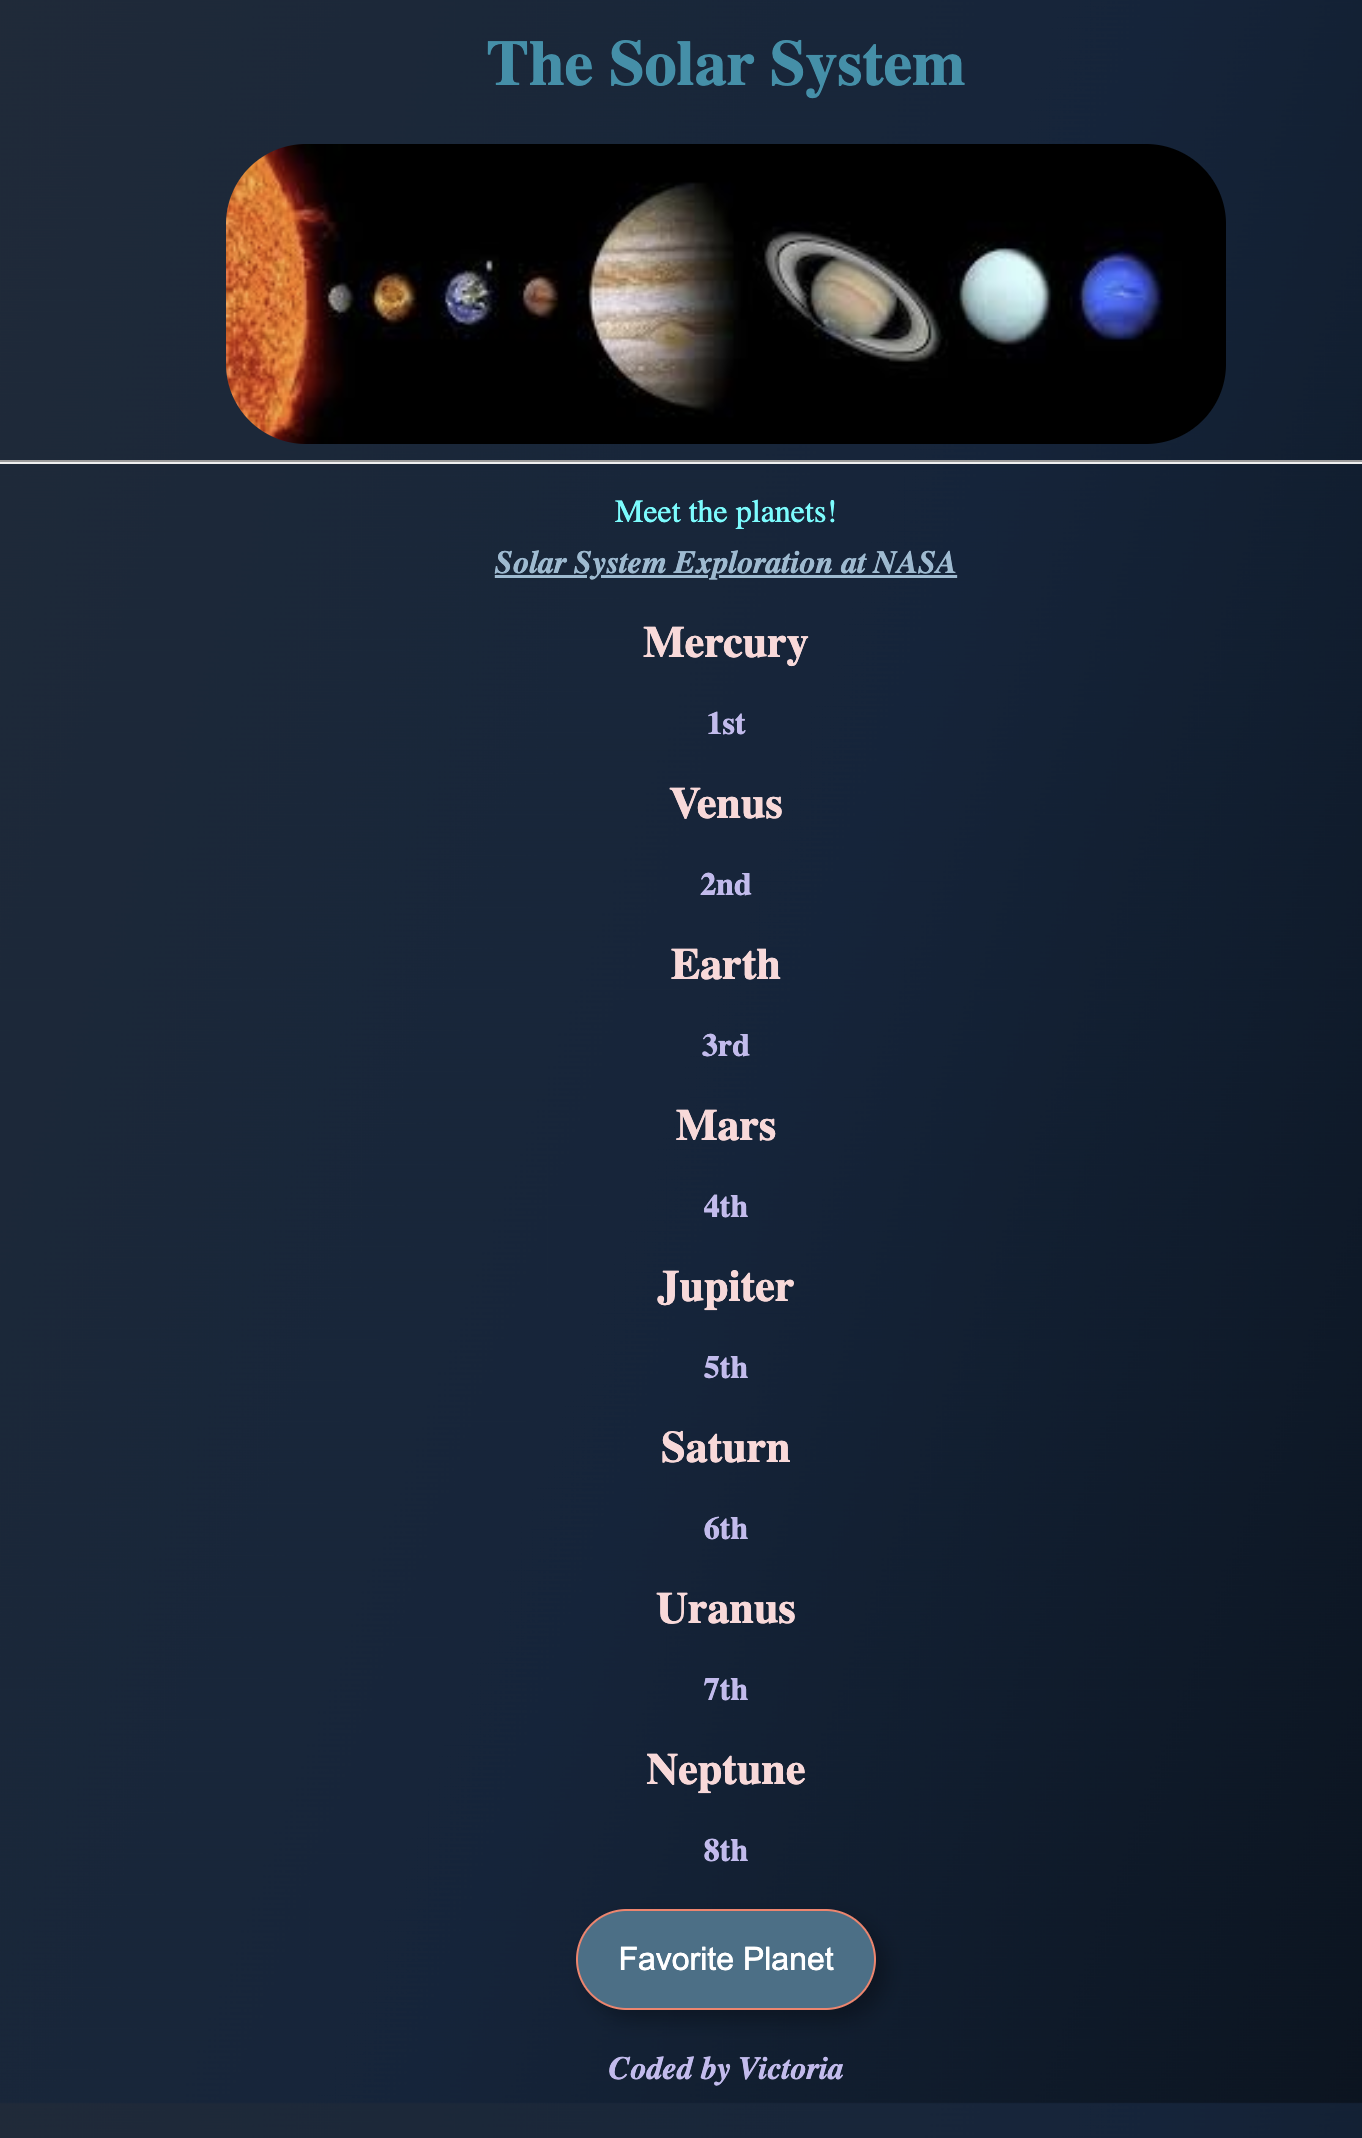 The Solar System
Meet the planets!
Solar System Exploration at NASA
Mercury
1st
Venus
2nd
Earth
3rd
Mars
4th
Jupiter
5th
Saturn
6th
Uranus
7th
Neptune
8th
Favorite Planet
Coded by Victoria